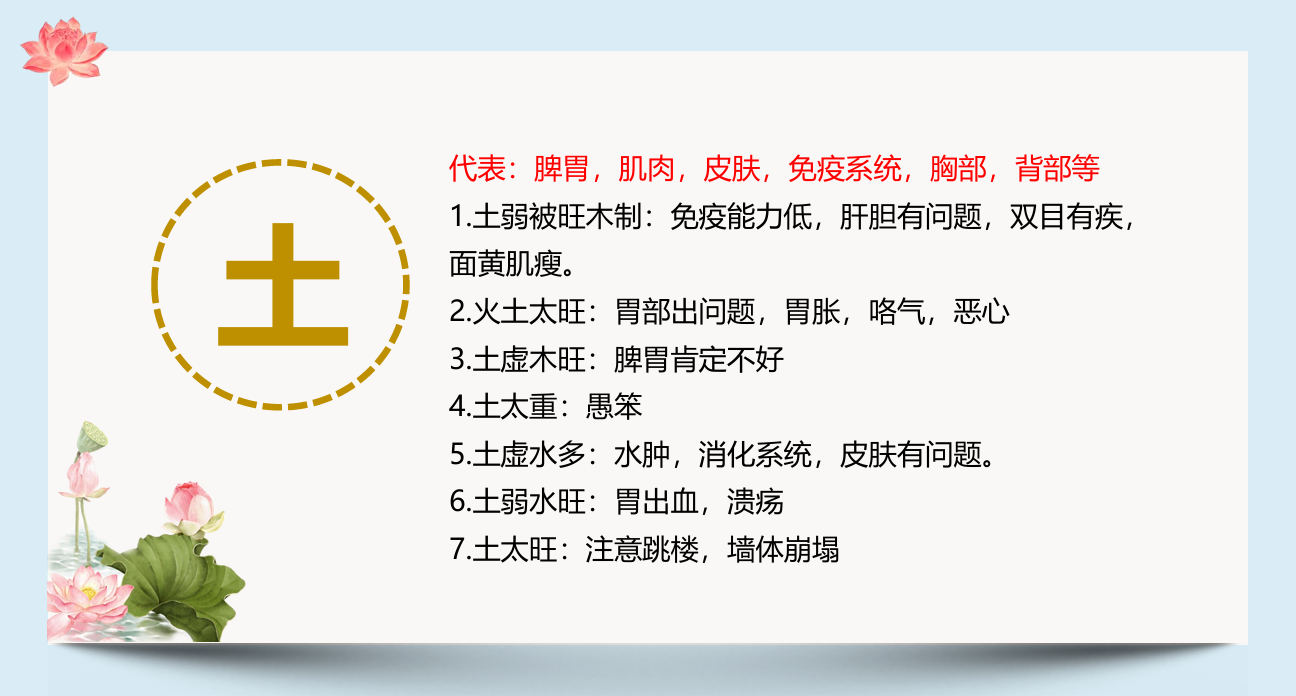 土
代表：脾胃，肌肉，皮肤，免疫系统，胸部，背部等
1.土弱被旺木制：免疫能力低，肝胆有问题，双目有疾，
面黄肌瘦。
2.火土太旺：胃部出问题，胃胀，咯气，恶心
3.土虚木旺：脾胃肯定不好
4.土太重：愚笨
5.土虚水多：水肿，消化系统，皮肤有问题。
6.土弱水旺：胃出血，溃疡
7.土太旺：注意跳楼，墙体崩塌